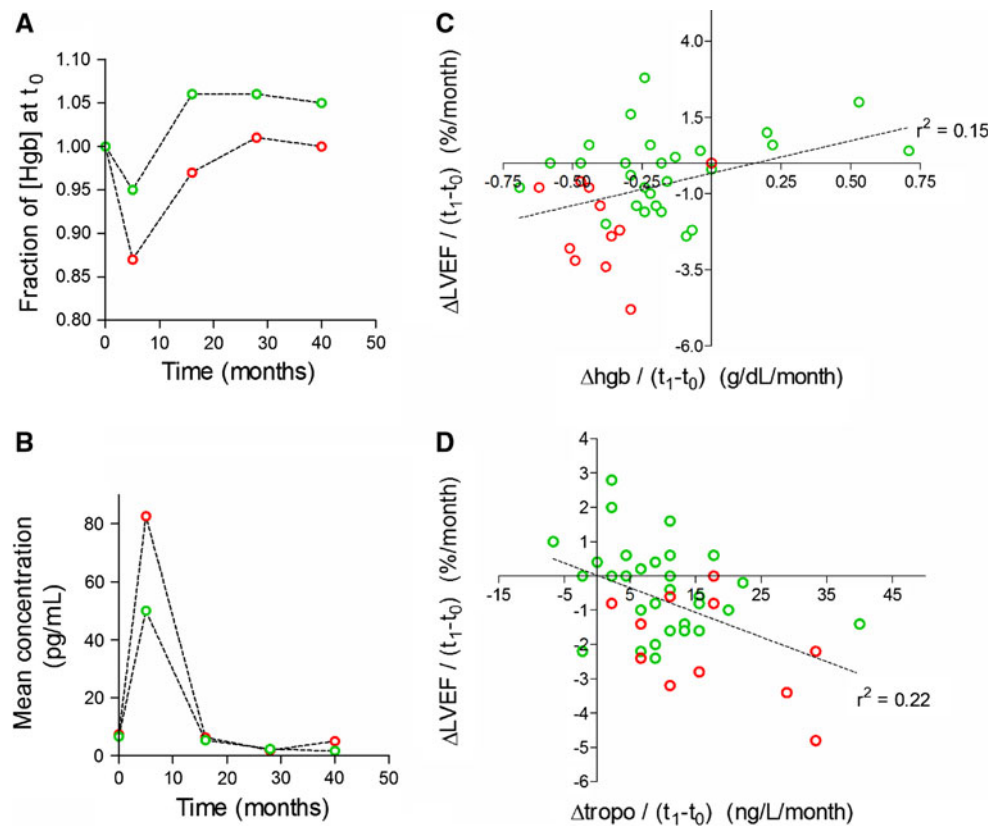 A
Fraction of [Hgb] at t0
1.10
1.05
1.00
0.95
0.90
0.85
0.80
0 10 20 30 40 50
Time (months)
B
Mean concentration
(pg/mL)
80
60
40
20
0
0 10 20 30 40 50
Time (months)
C
ΔLVEF / (t1-t0) (%/month)
4.0
1.5
-1.0
-3.5
-6.0
-0.75 -0.50 -0.25 0.25 0.50 0.75
r2 = 0.15
Δhgb / (t1-t0) (g/dL/month)
D
ΔLVEF / (t1-t0) (%/month)
4
3
2
1
-1
-2
-3
-4
-5
-6
-15 -5 5 15 25 35 45
r2 = 0.22
Δtropo / (t1-t0) (ng/L/month)